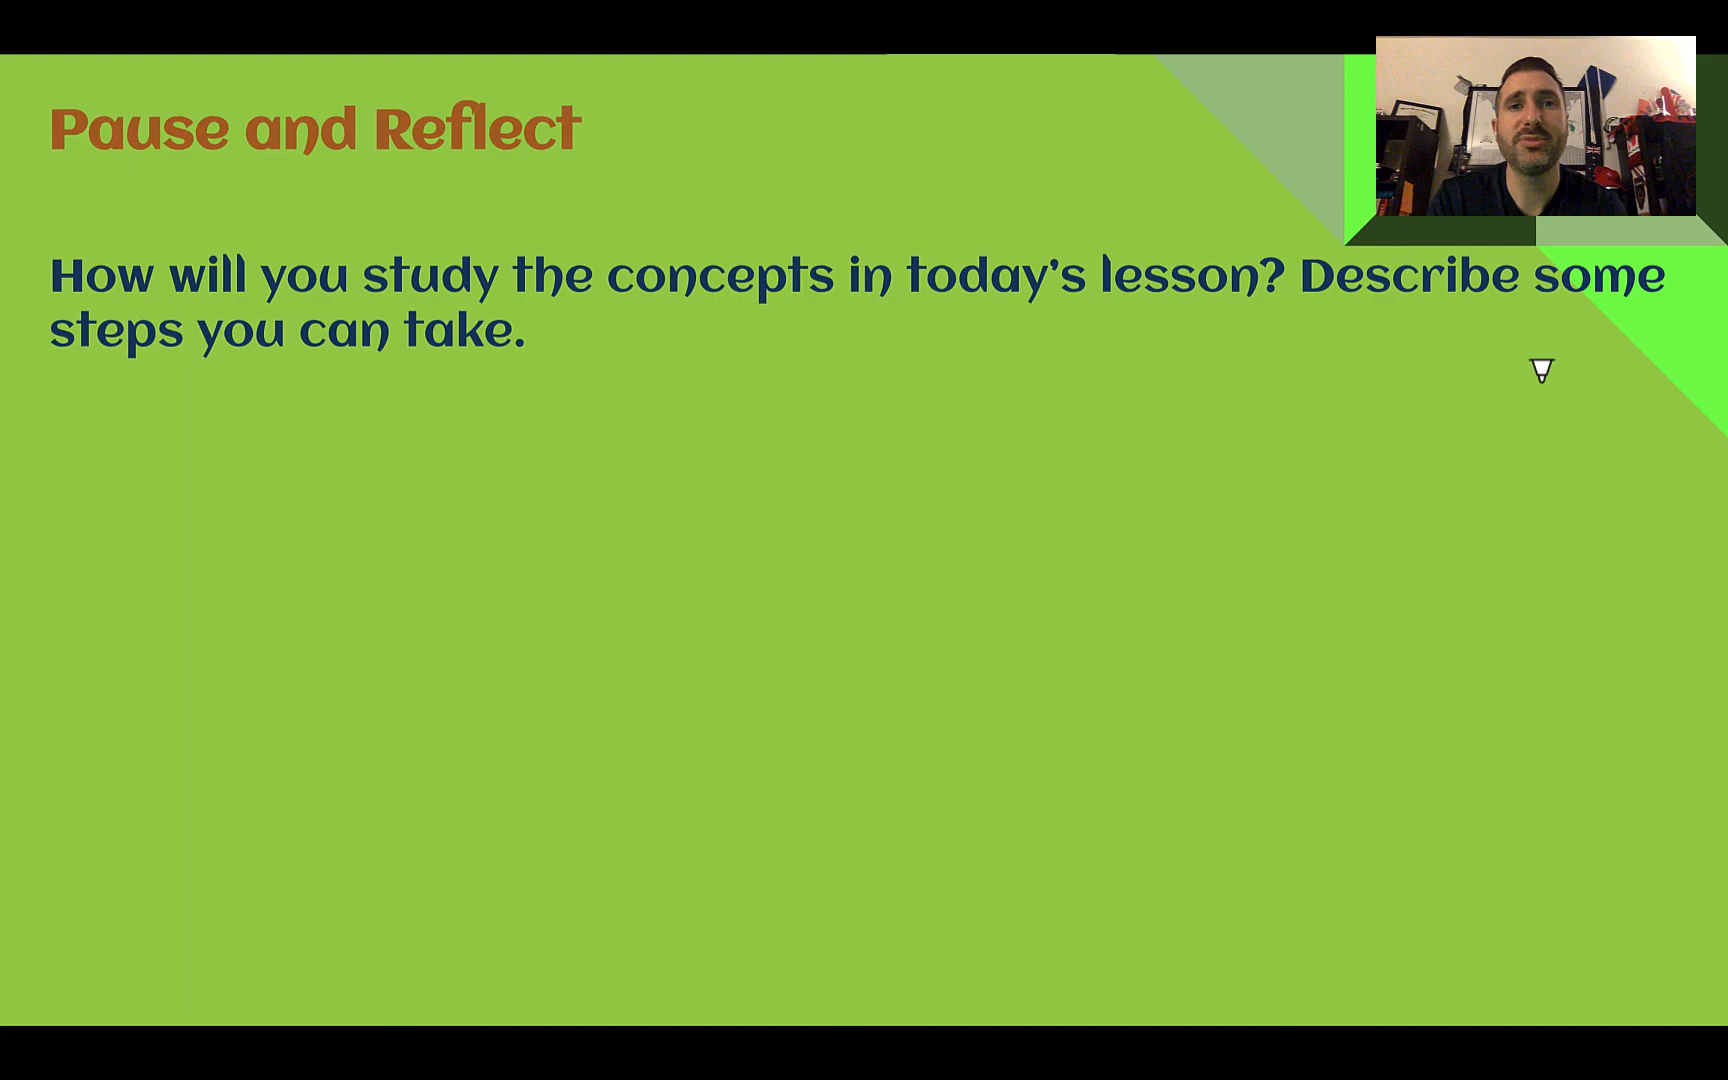 Pause and Reflect
How will you study the concepts in today's lesson? Describe some
steps you can take.